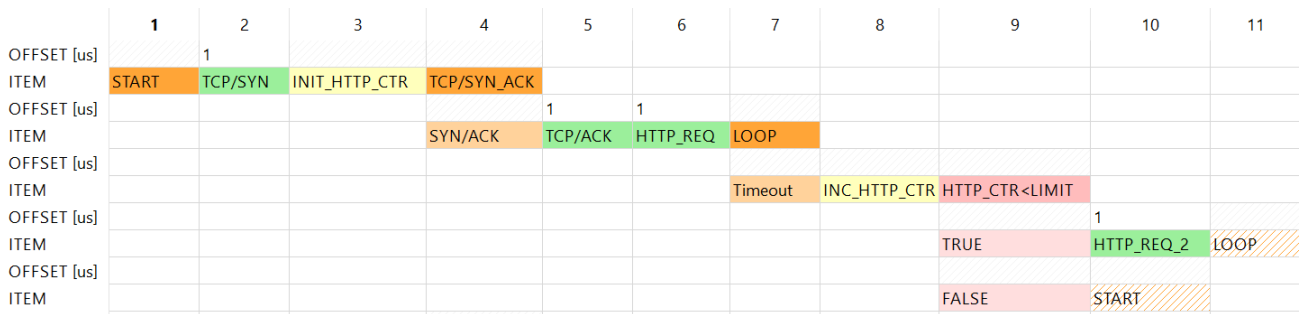 1 2 3 4 5 6 7 8 9 10 11
OFFSET [us] 1
ITEM START TCP/SYN INIT_HTTP_CTR TCP/SYN_ACK
OFFSET [us] 1 1
ITEM SYN/ACK TCP/ACK HTTP_REQ LOOP
OFFSET [us]
ITEM Timeout INC_HTTP_CTR HTTP_CTR<LIMIT
OFFSET [us] 1
ITEM TRUE HTTP_REQ_2 LOOP
OFFSET [us]
ITEM FALSE START